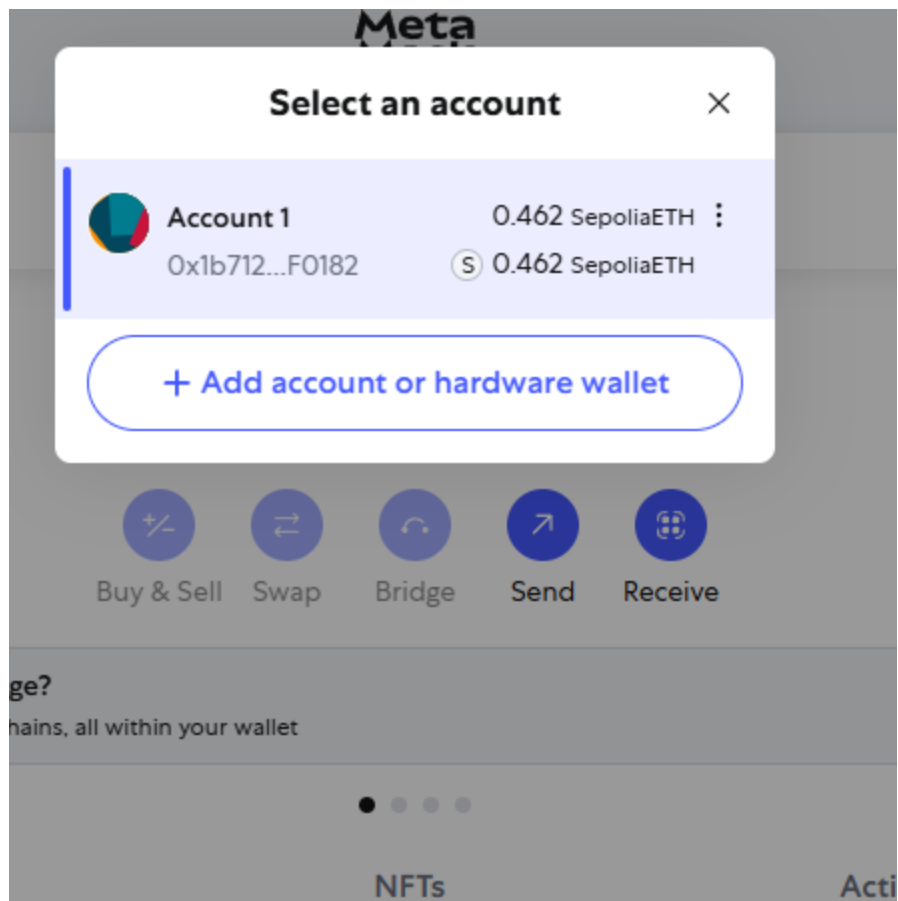 Meta
Select an account
Account 1
0.462 SepoliaETH
0x1b712...F0182
S 0.462 SepoliaETH
+ Add account or hardware wallet
Buy & Sell
Swap
Bridge
Send
Receive
ge?
hains, all within your wallet
NFTs
Acti